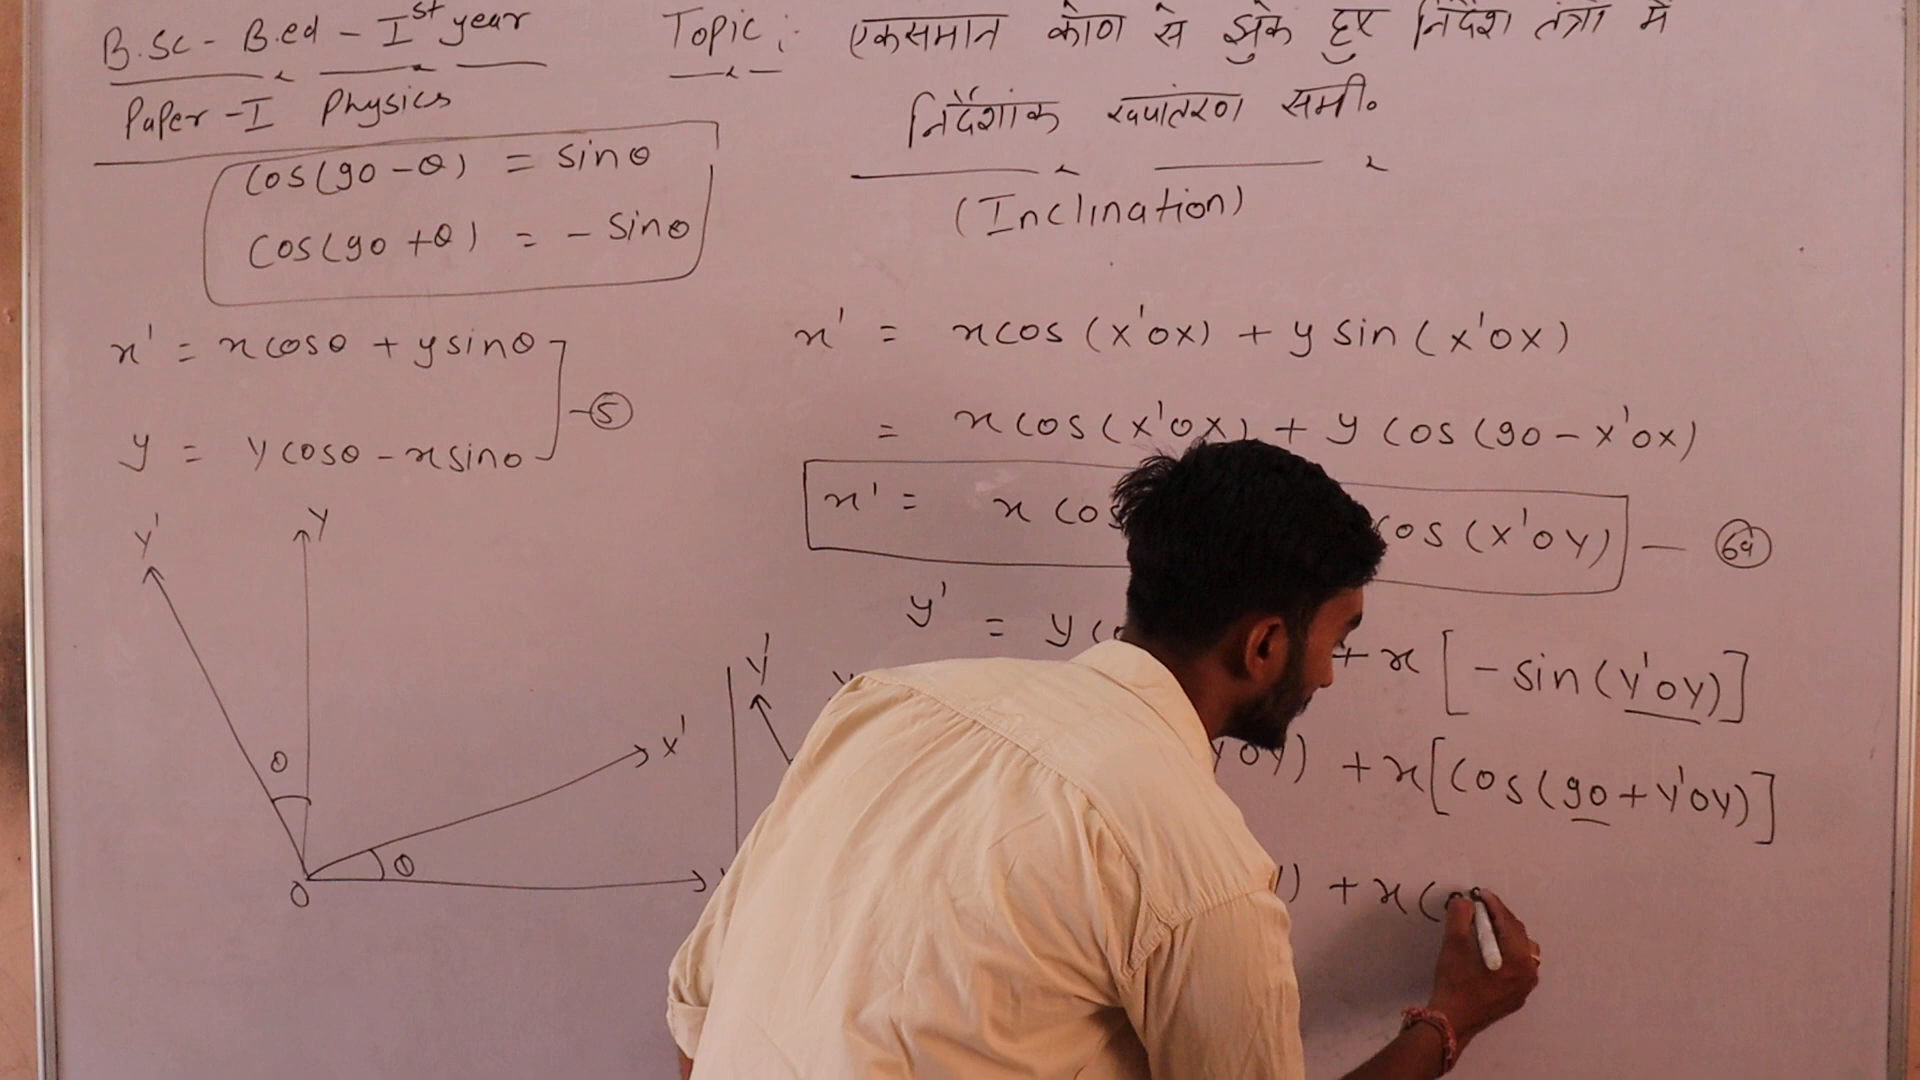 B.Sc - B.ed - Ist year
Paper - I Physics
Topic :- एकसमान कोण से झुके हुए निर्देश तंत्रों में
निर्देशांक रूपांतरण समी०
(Inclination)
cos(90 - θ) = sinθ
cos(90 + θ) = - sinθ
x' = x cosθ + y sinθ
y = y cosθ - x sinθ
- 5
Y'
Y
θ
X'
θ
O
Y'
x' = x cos (X'OX) + y sin (X'OX)
= x cos (X'OX) + y cos (90 - X'OX)
x' = x cos (X'OY) —
y' = y + x [- sin (Y'OY)]
OY) + x [cos (90 + Y'OY)]
) + x